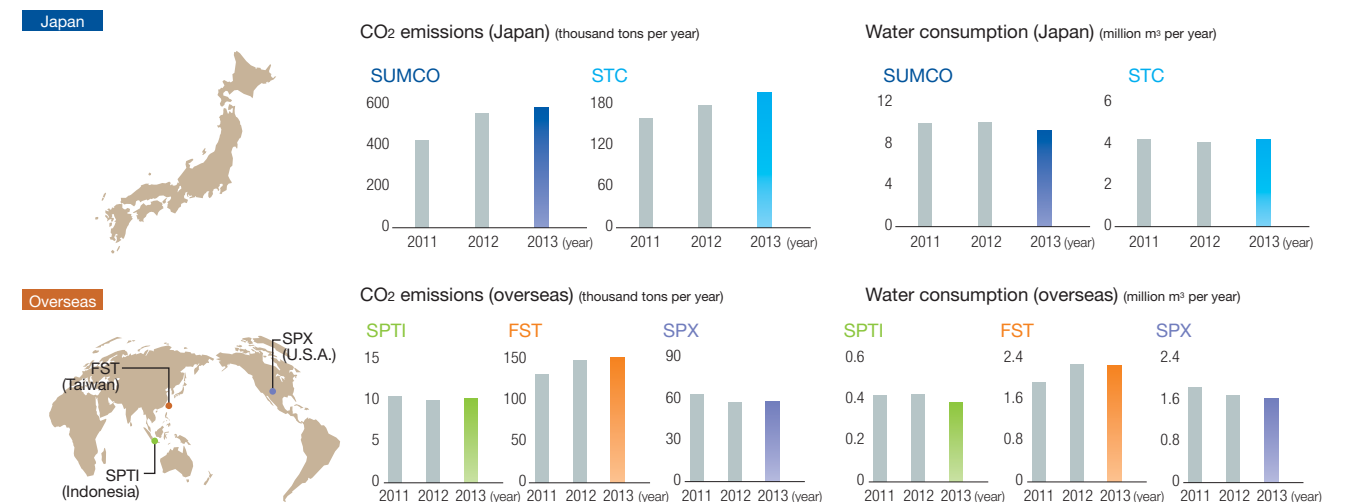 Japan
CO2 emissions (Japan) (thousand tons per year)
SUMCO
600
400
200
0
2011 2012 2013 (year)
STC
180
120
60
0
2011 2012 2013 (year)
Water consumption (Japan) (million m3 per year)
SUMCO
12
8
4
0
2011 2012 2013 (year)
STC
6
4
2
0
2011 2012 2013 (year)
Overseas
SPX
(U.S.A.)
FST
(Taiwan)
SPTI
(Indonesia)
CO2 emissions (overseas) (thousand tons per year)
SPTI
15
10
5
0
2011 2012 2013 (year)
FST
150
100
50
0
2011 2012 2013 (year)
SPX
90
60
30
0
2011 2012 2013 (year)
Water consumption (overseas) (million m3 per year)
SPTI
0.6
0.4
0.2
0
2011 2012 2013 (year)
FST
2.4
1.6
0.8
0
2011 2012 2013 (year)
SPX
2.4
1.6
0.8
0
2011 2012 2013 (year)